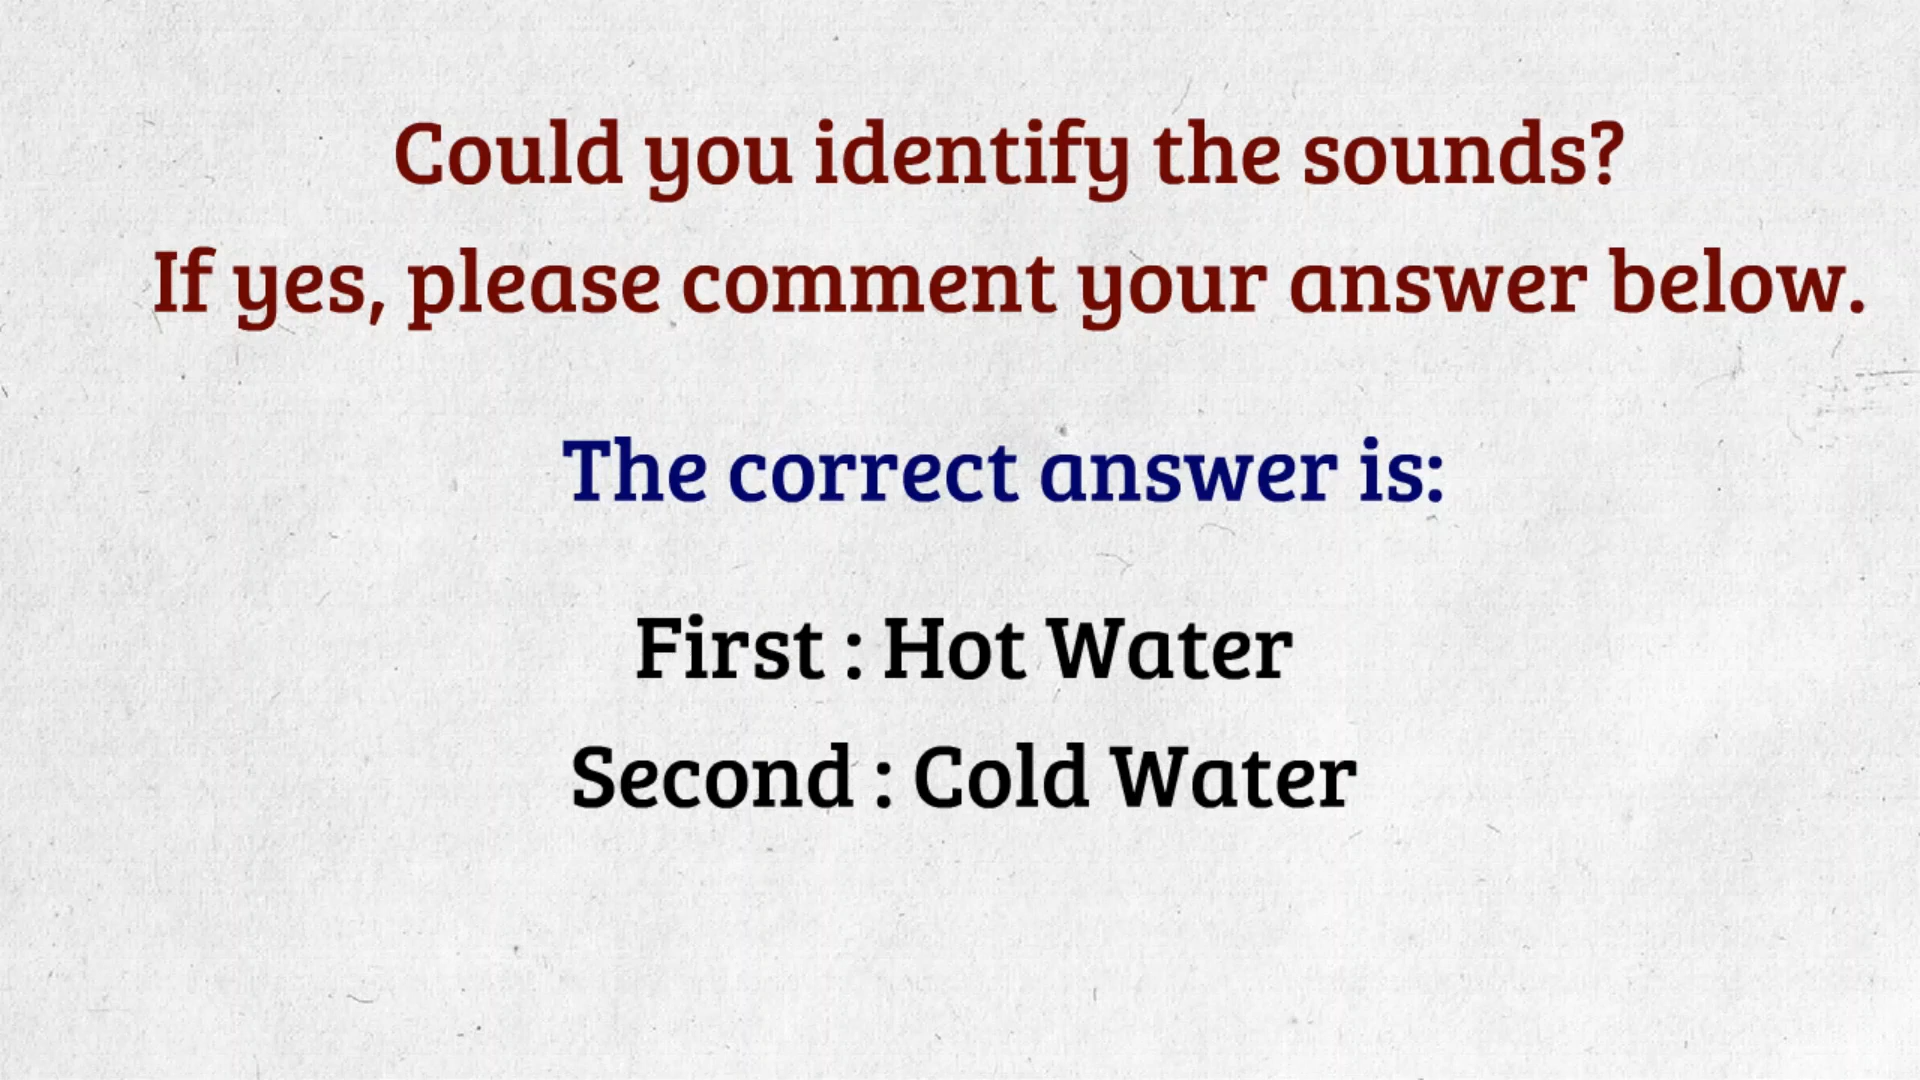 Could you identify the sounds?
If yes, please comment your answer below.
The correct answer is:
First : Hot Water
Second : Cold Water